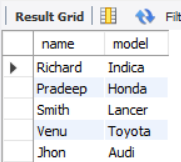 Result Grid Filt
name model
Richard Indica
Pradeep Honda
Smith Lancer
Venu Toyota
Jhon Audi